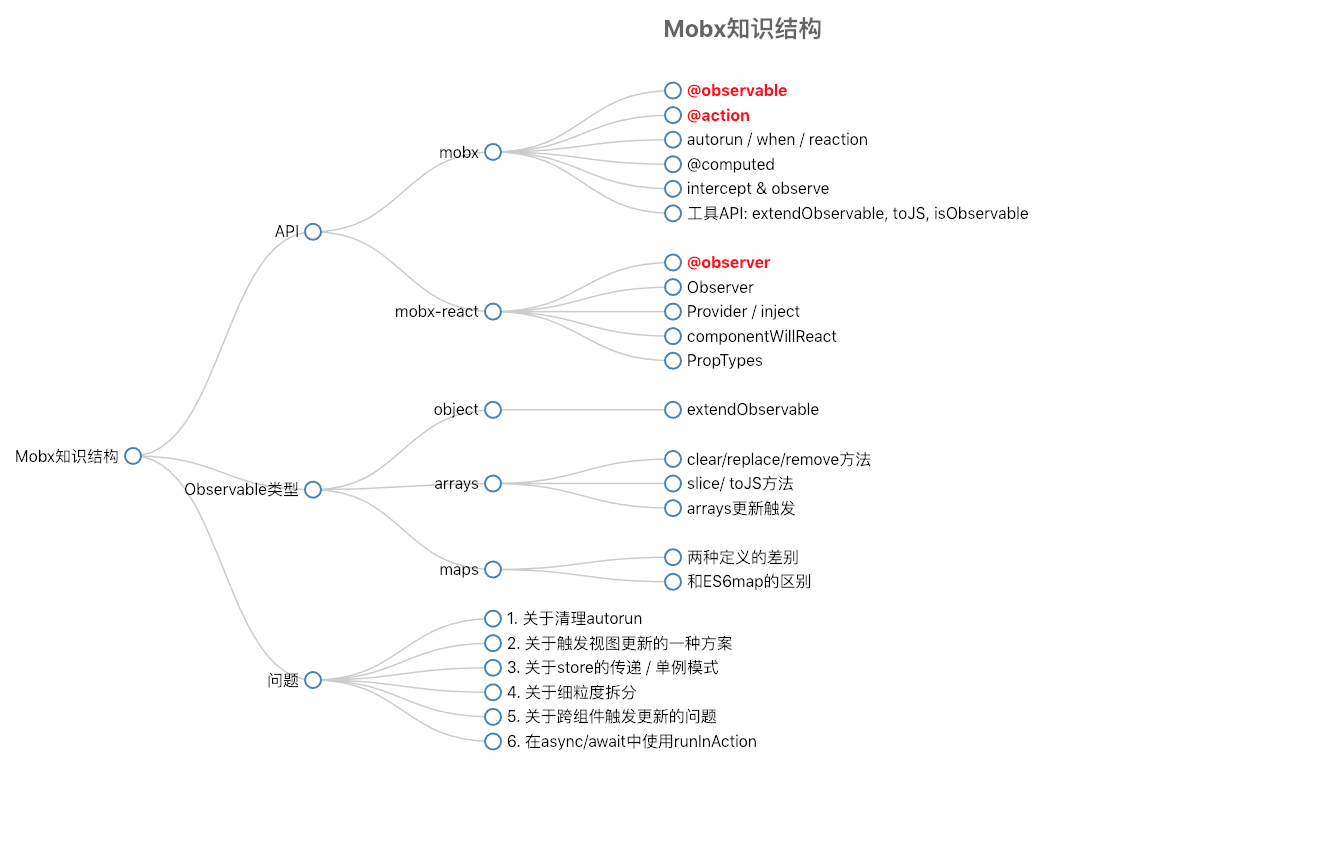 Mobx知识结构
@observable
@action
autorun / when / reaction
@computed
intercept & observe
工具API: extendObservable, toJS, isObservable
mobx
API
@observer
Observer
Provider / inject
componentWillReact
PropTypes
mobx-react
object
extendObservable
Mobx知识结构
Observable类型
arrays
clear/replace/remove方法
slice/ toJS方法
arrays更新触发
maps
两种定义的差别
和ES6map的区别
问题
1. 关于清理autorun
2. 关于触发视图更新的一种方案
3. 关于store的传递 / 单例模式
4. 关于细粒度拆分
5. 关于跨组件触发更新的问题
6. 在async/await中使用runInAction